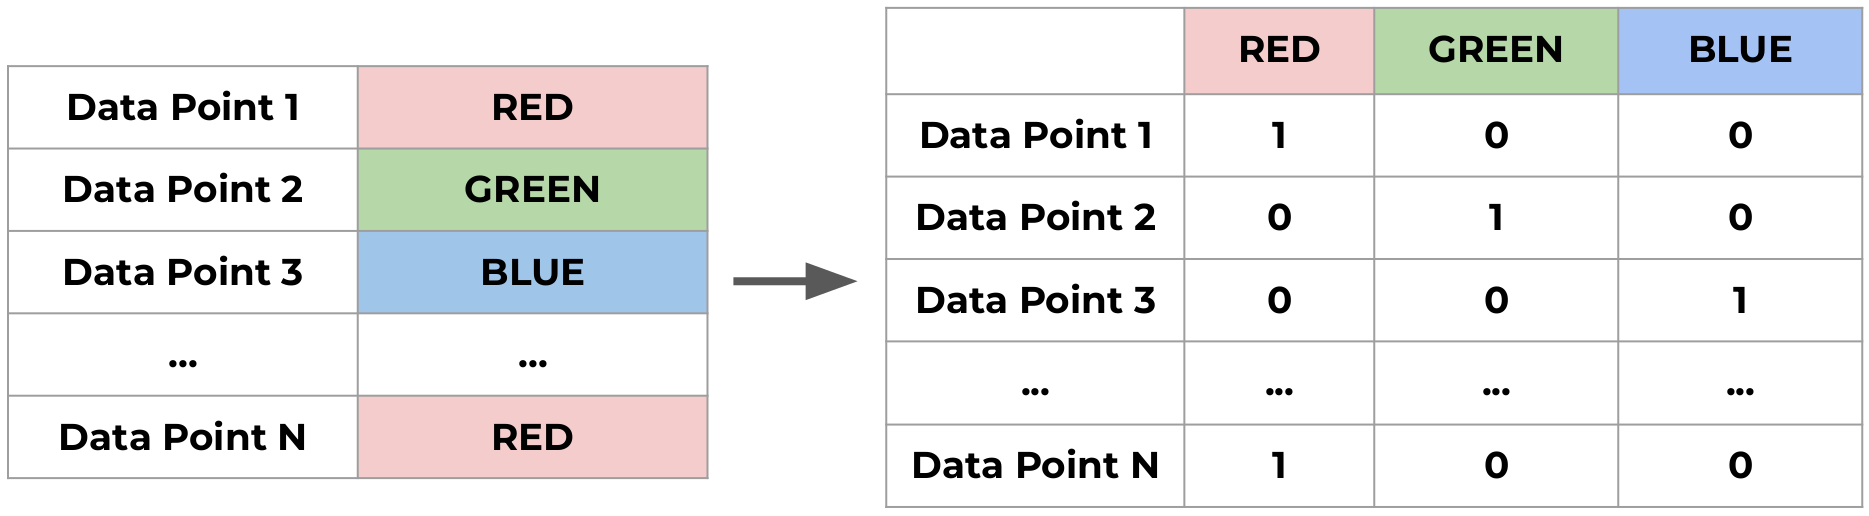 Data Point 1 RED
Data Point 2 GREEN
Data Point 3 BLUE
... ...
Data Point N RED
RED GREEN BLUE
Data Point 1 1 0 0
Data Point 2 0 1 0
Data Point 3 0 0 1
... ... ... ...
Data Point N 1 0 0